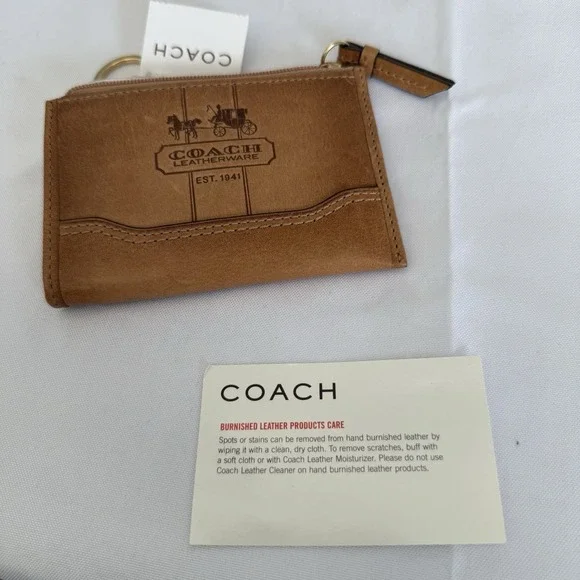 COACH
COACH
LEATHERWARE
EST. 1941
COACH
BURNISHED LEATHER PRODUCTS CARE
Spots or stains can be removed from hand burnished leather by
wiping it with a clean, dry cloth. To remove scratches, buff with
a soft cloth or with Coach Leather Moisturizer. Please do not use
Coach Leather Cleaner on hand burnished leather products.